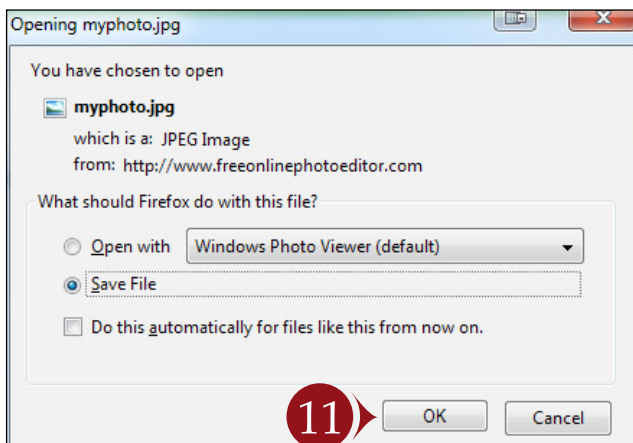 Opening myphoto.jpg
You have chosen to open
myphoto.jpg
which is a: JPEG Image
from: http://www.freeonlinephotoeditor.com
What should Firefox do with this file?
Open with Windows Photo Viewer (default)
Save File
Do this automatically for files like this from now on.
11 OK Cancel